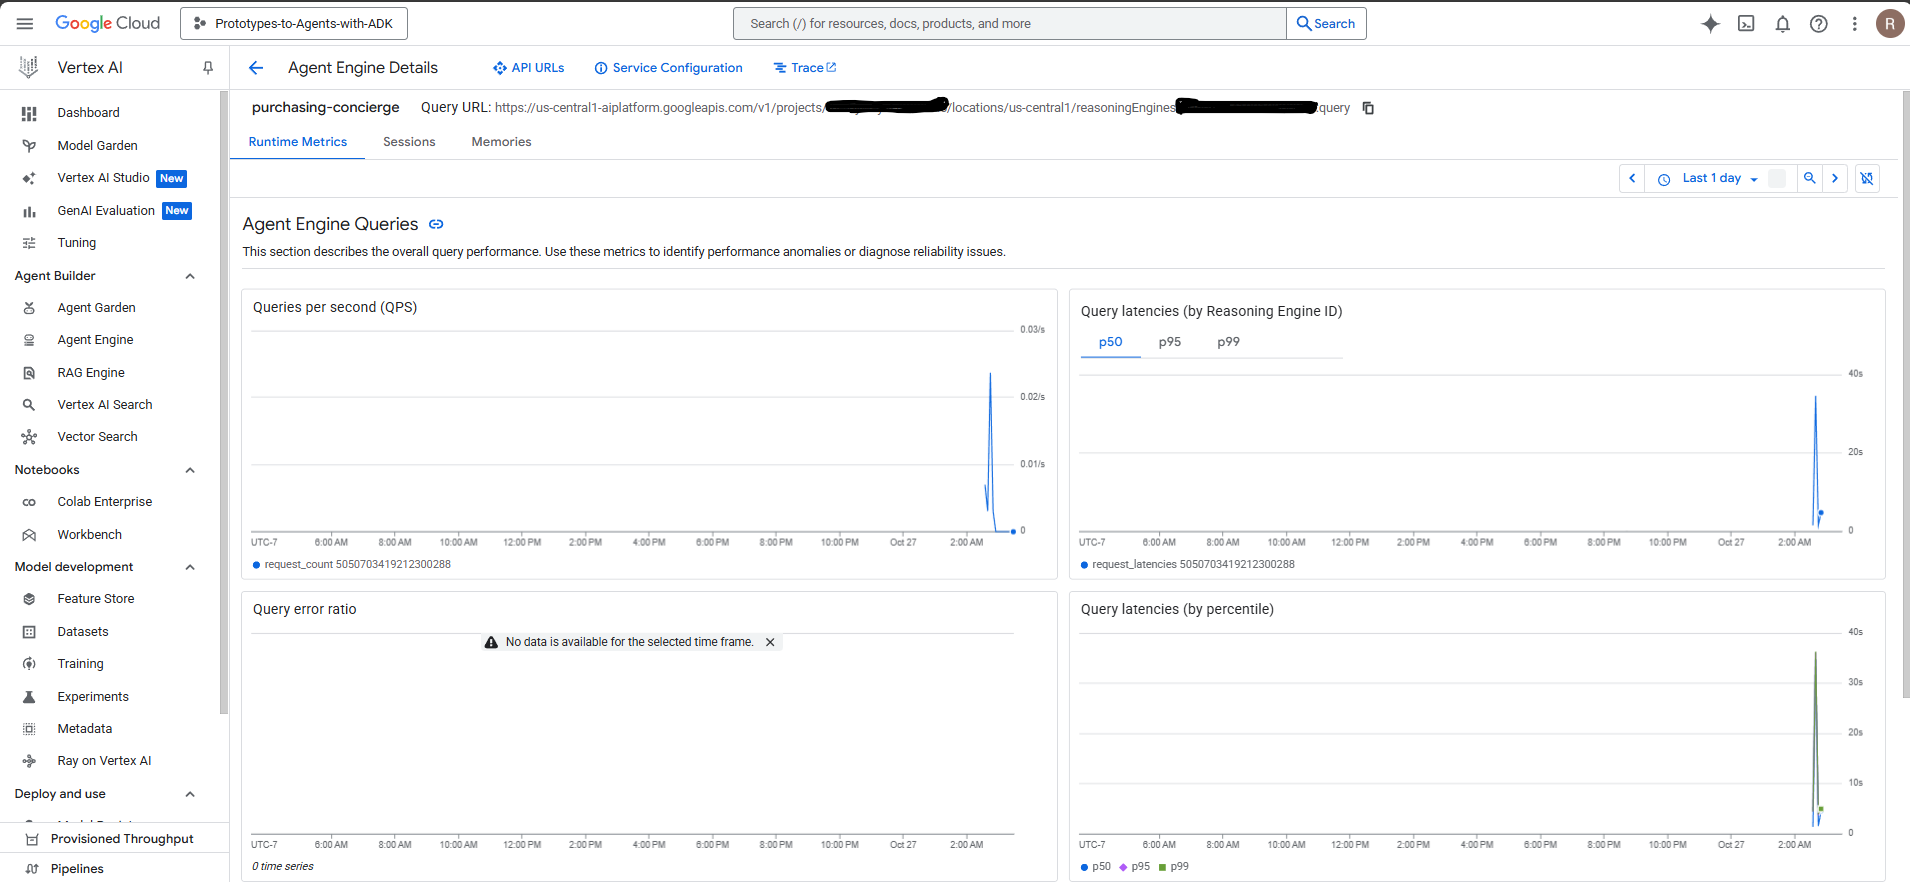 Google Cloud
Prototypes-to-Agents-with-ADK
Search (/) for resources, docs, products, and more
Search
R
Vertex AI
Agent Engine Details
API URLs
Service Configuration
Trace
purchasing-concierge
Query URL: https://us-central1-aiplatform.googleapis.com/v1/projects/
/locations/us-central1/reasoningEngines
:query
Runtime Metrics
Sessions
Memories
Last 1 day
Dashboard
Model Garden
Vertex AI Studio New
GenAI Evaluation New
Tuning
Agent Builder
Agent Garden
Agent Engine
RAG Engine
Vertex AI Search
Vector Search
Notebooks
Colab Enterprise
Workbench
Model development
Feature Store
Datasets
Training
Experiments
Metadata
Ray on Vertex AI
Deploy and use
Provisioned Throughput
Pipelines
Agent Engine Queries
This section describes the overall query performance. Use these metrics to identify performance anomalies or diagnose reliability issues.
Queries per second (QPS)
0.03/s
0.02/s
0.01/s
0
UTC-7 6:00 AM 8:00 AM 10:00 AM 12:00 PM 2:00 PM 4:00 PM 6:00 PM 8:00 PM 10:00 PM Oct 27 2:00 AM
request_count 5050703419212300288
Query latencies (by Reasoning Engine ID)
p50 p95 p99
40s
20s
0
UTC-7 6:00 AM 8:00 AM 10:00 AM 12:00 PM 2:00 PM 4:00 PM 6:00 PM 8:00 PM 10:00 PM Oct 27 2:00 AM
request_latencies 5050703419212300288
Query error ratio
No data is available for the selected time frame.
UTC-7 6:00 AM 8:00 AM 10:00 AM 12:00 PM 2:00 PM 4:00 PM 6:00 PM 8:00 PM 10:00 PM Oct 27 2:00 AM
0 time series
Query latencies (by percentile)
40s
30s
20s
10s
0
UTC-7 6:00 AM 8:00 AM 10:00 AM 12:00 PM 2:00 PM 4:00 PM 6:00 PM 8:00 PM 10:00 PM Oct 27 2:00 AM
p50 p95 p99